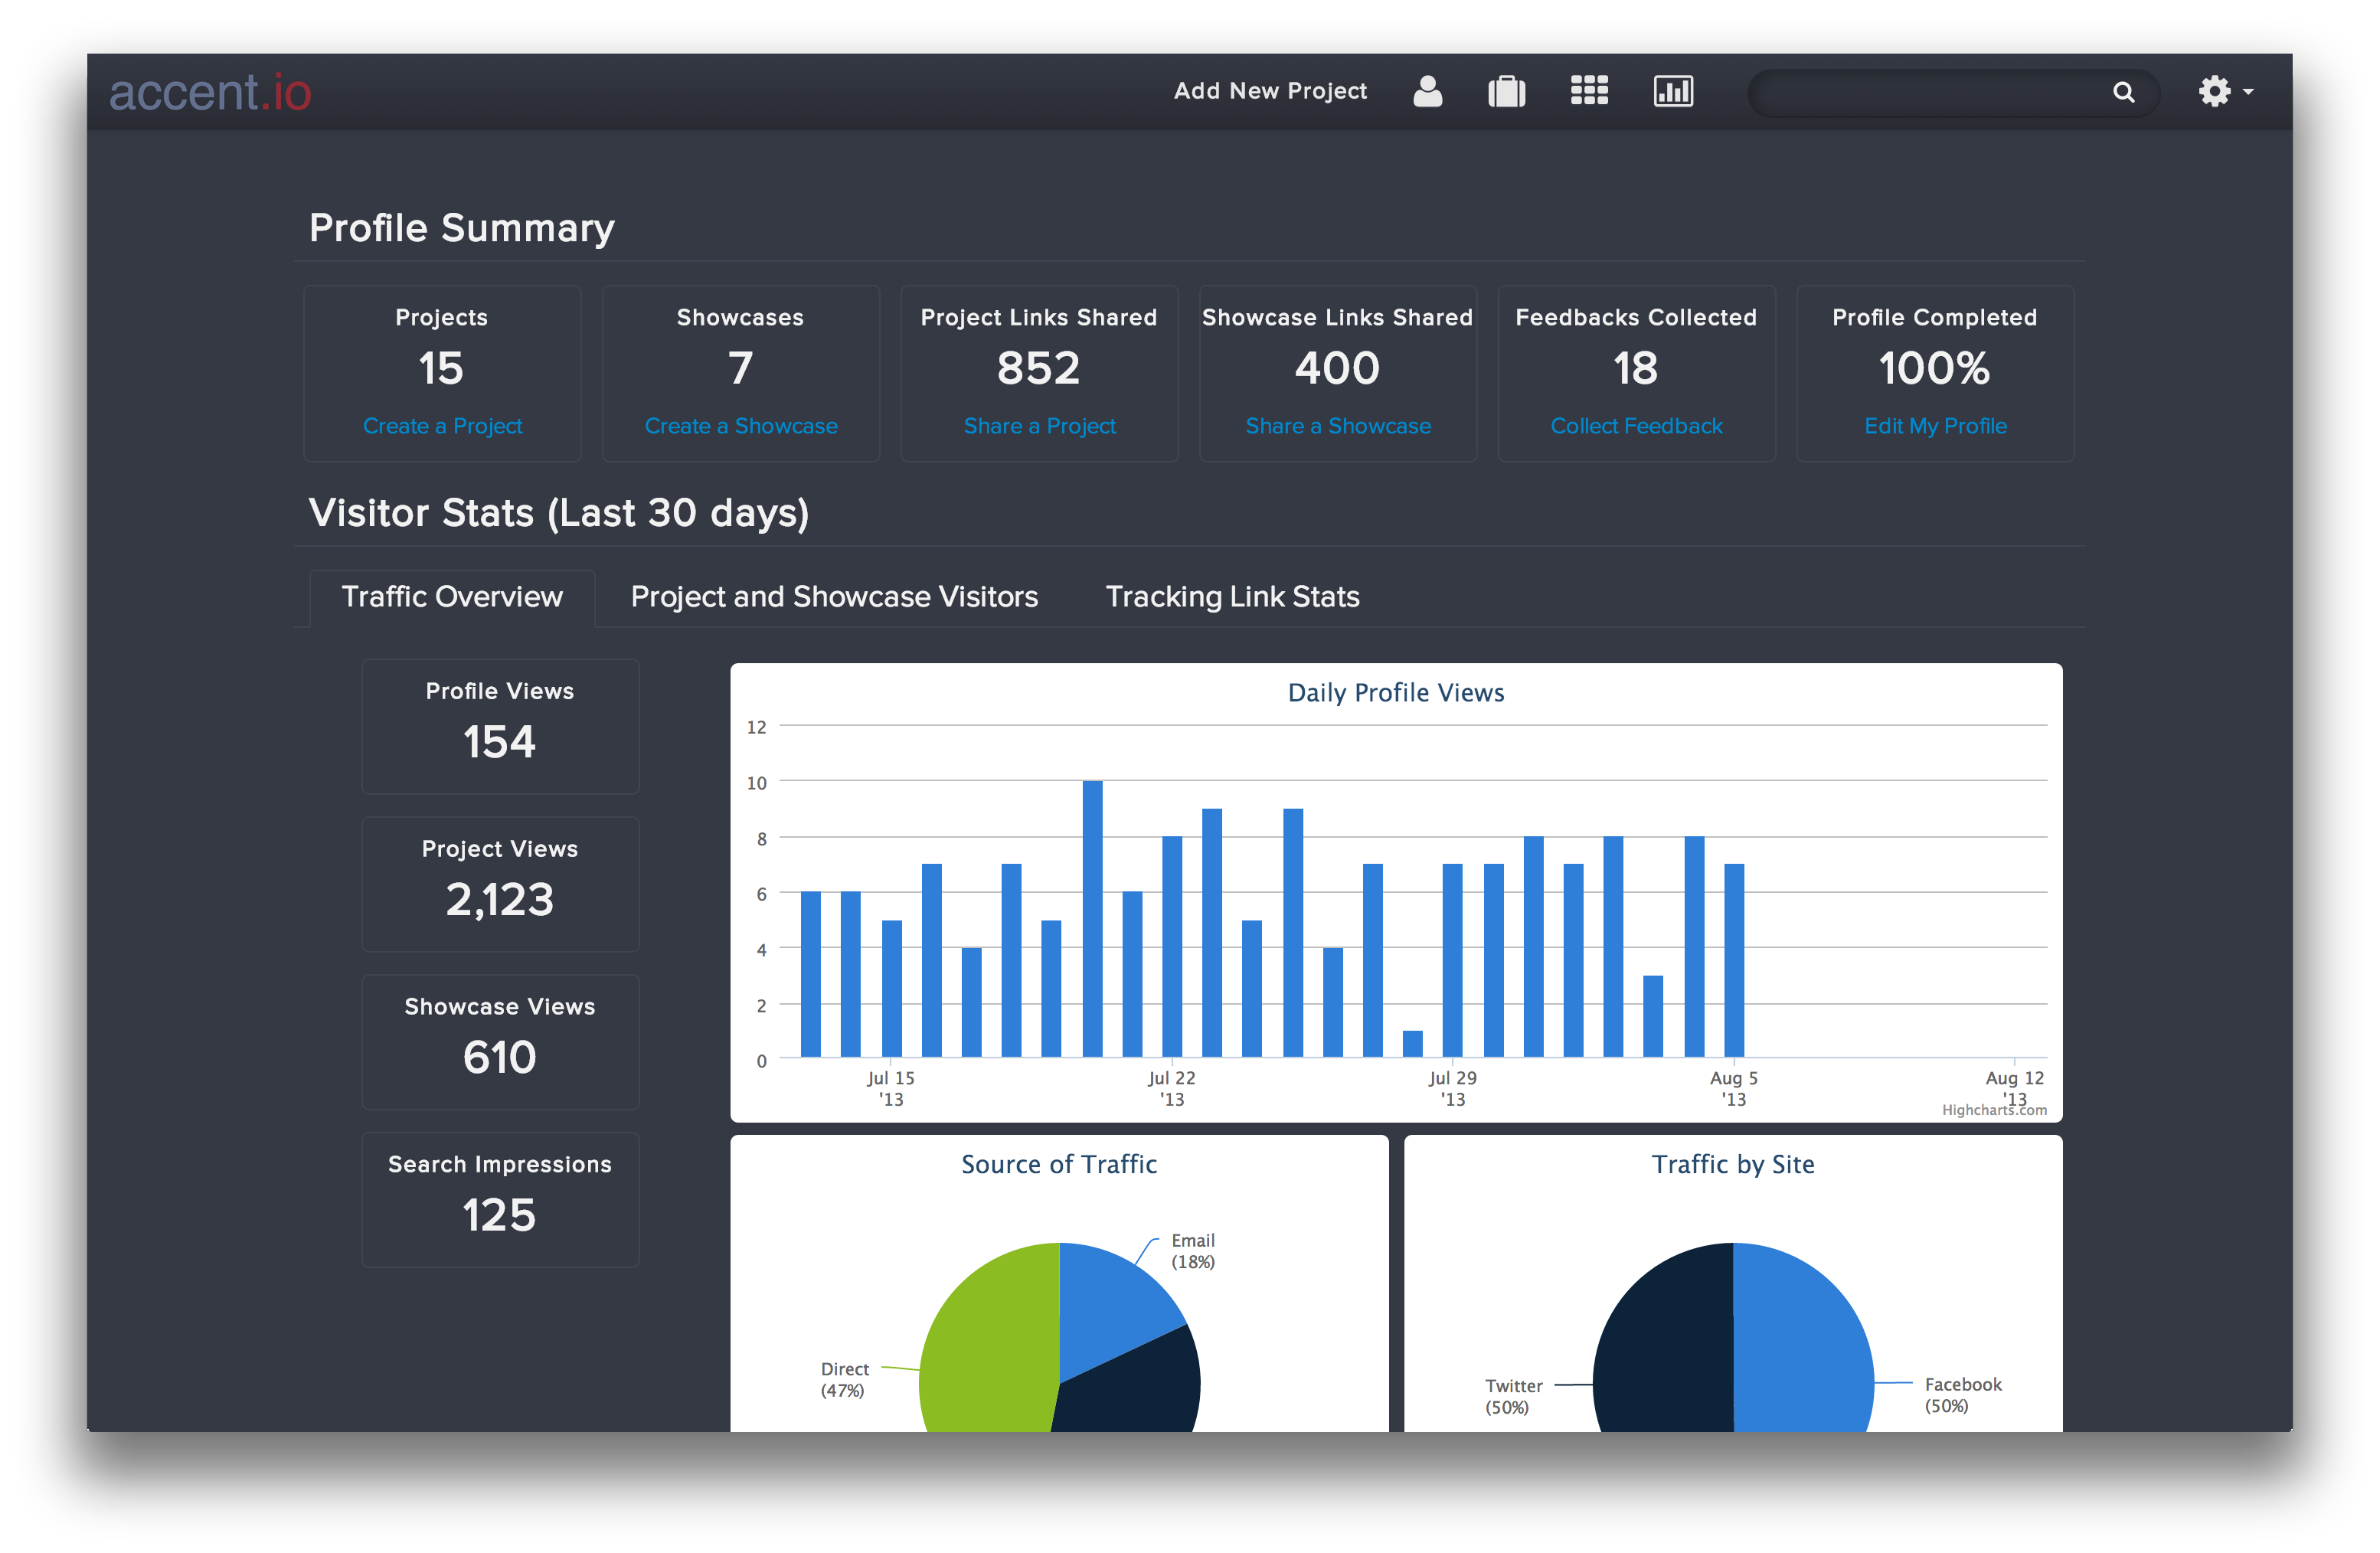 accent.io
Add New Project
Profile Summary
Projects
15
Create a Project
Showcases
7
Create a Showcase
Project Links Shared
852
Share a Project
Showcase Links Shared
400
Share a Showcase
Feedbacks Collected
18
Collect Feedback
Profile Completed
100%
Edit My Profile
Visitor Stats (Last 30 days)
Traffic Overview
Project and Showcase Visitors
Tracking Link Stats
Profile Views
154
Project Views
2,123
Showcase Views
610
Search Impressions
125
Daily Profile Views
12
10
8
6
4
2
0
Jul 15
'13
Jul 22
'13
Jul 29
'13
Aug 5
'13
Aug 12
'13
Highcharts.com
Source of Traffic
Email
(18%)
Direct
(47%)
Traffic by Site
Twitter
(50%)
Facebook
(50%)